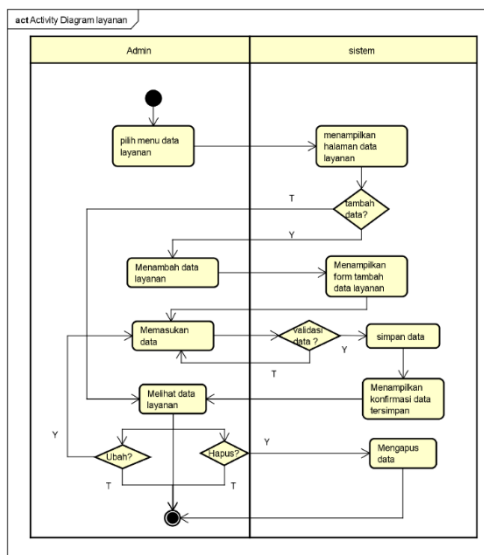 act Activity Diagram layanan
Admin
sistem
pilih menu data
layanan
menampilkan
halaman data
layanan
T
tambah
data?
Y
Menambah data
layanan
Menampilkan
form tambah
data layanan
Memasukan
data
validasi
data ?
Y
simpan data
T
Melihat data
layanan
Menampilkan
konfirmasi data
tersimpan
Y
Ubah?
Hapus?
Y
Mengapus
data
T
T